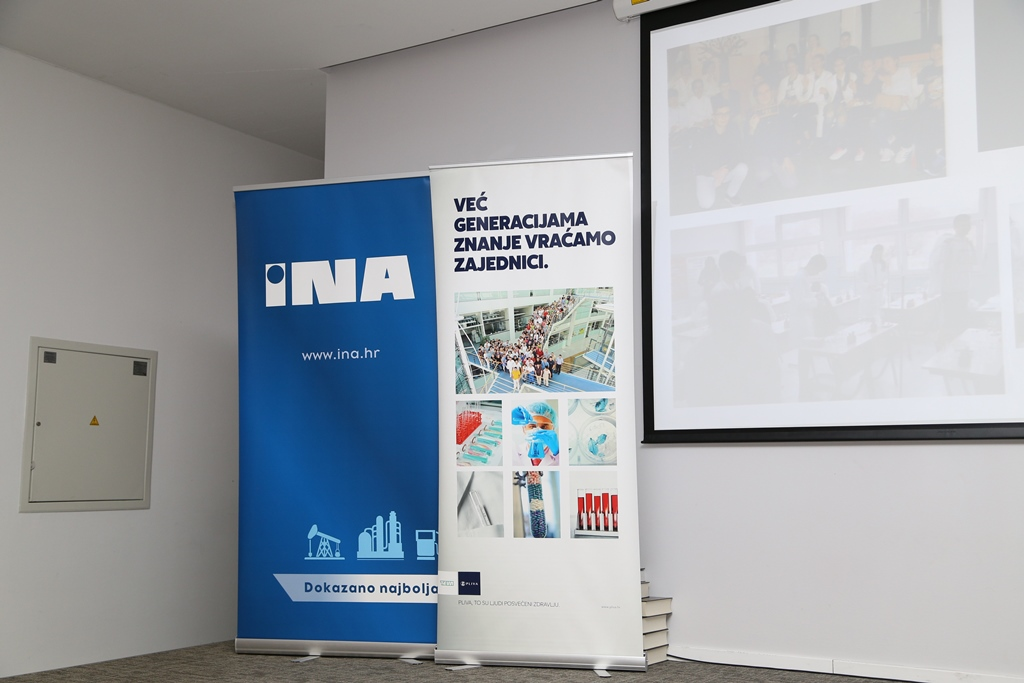 iNA
www.ina.hr
Dokazano najbolja
VEĆ
GENERACIJAMA
ZNANJE VRAĆAMO
ZAJEDNICI.
PLIVA
PLIVA. TO SU LJUDI POSVEĆENI ZDRAVLJU.